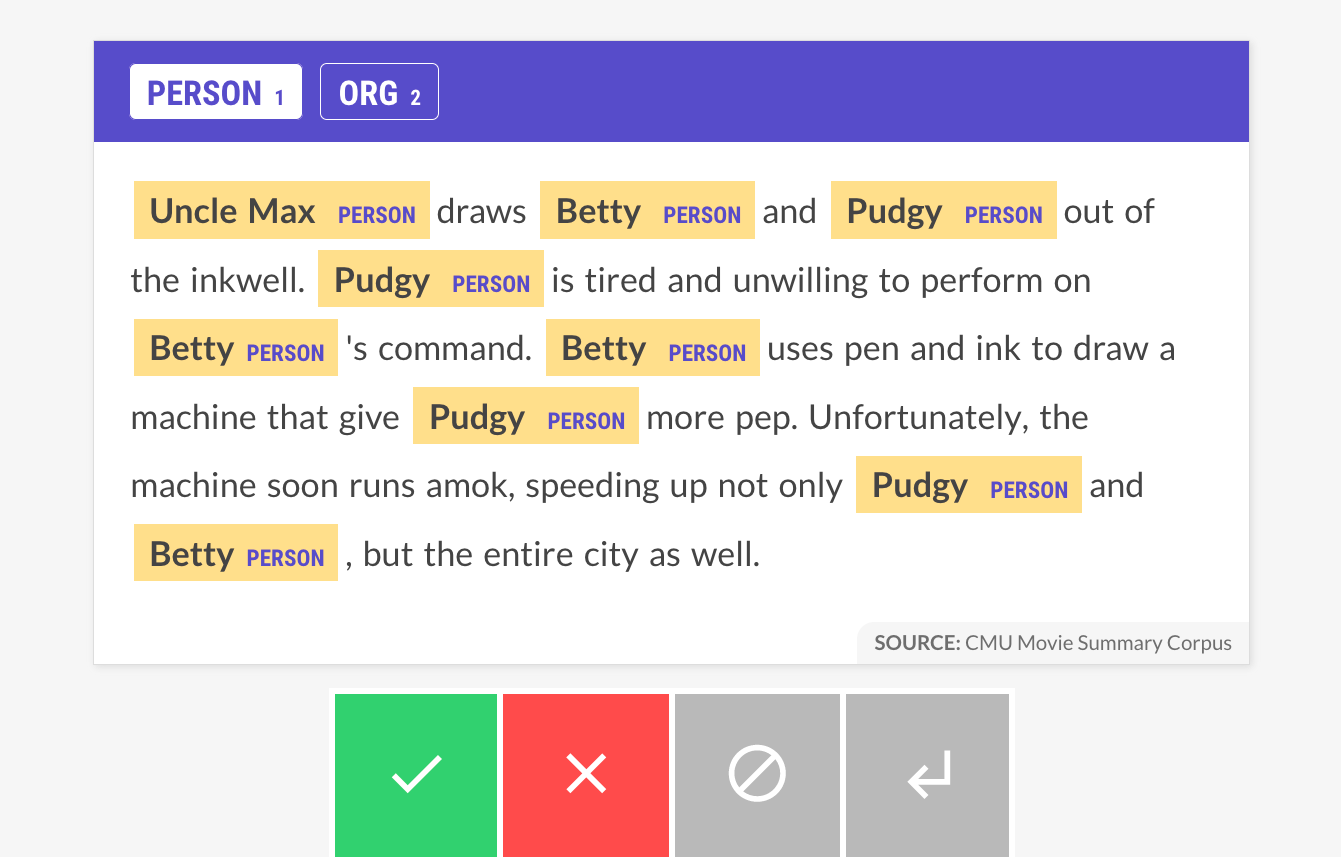 PERSON 1 ORG 2
Uncle Max PERSON draws Betty PERSON and Pudgy PERSON out of
the inkwell. Pudgy PERSON is tired and unwilling to perform on
Betty PERSON 's command. Betty PERSON uses pen and ink to draw a
machine that give Pudgy PERSON more pep. Unfortunately, the
machine soon runs amok, speeding up not only Pudgy PERSON and
Betty PERSON , but the entire city as well.
SOURCE: CMU Movie Summary Corpus